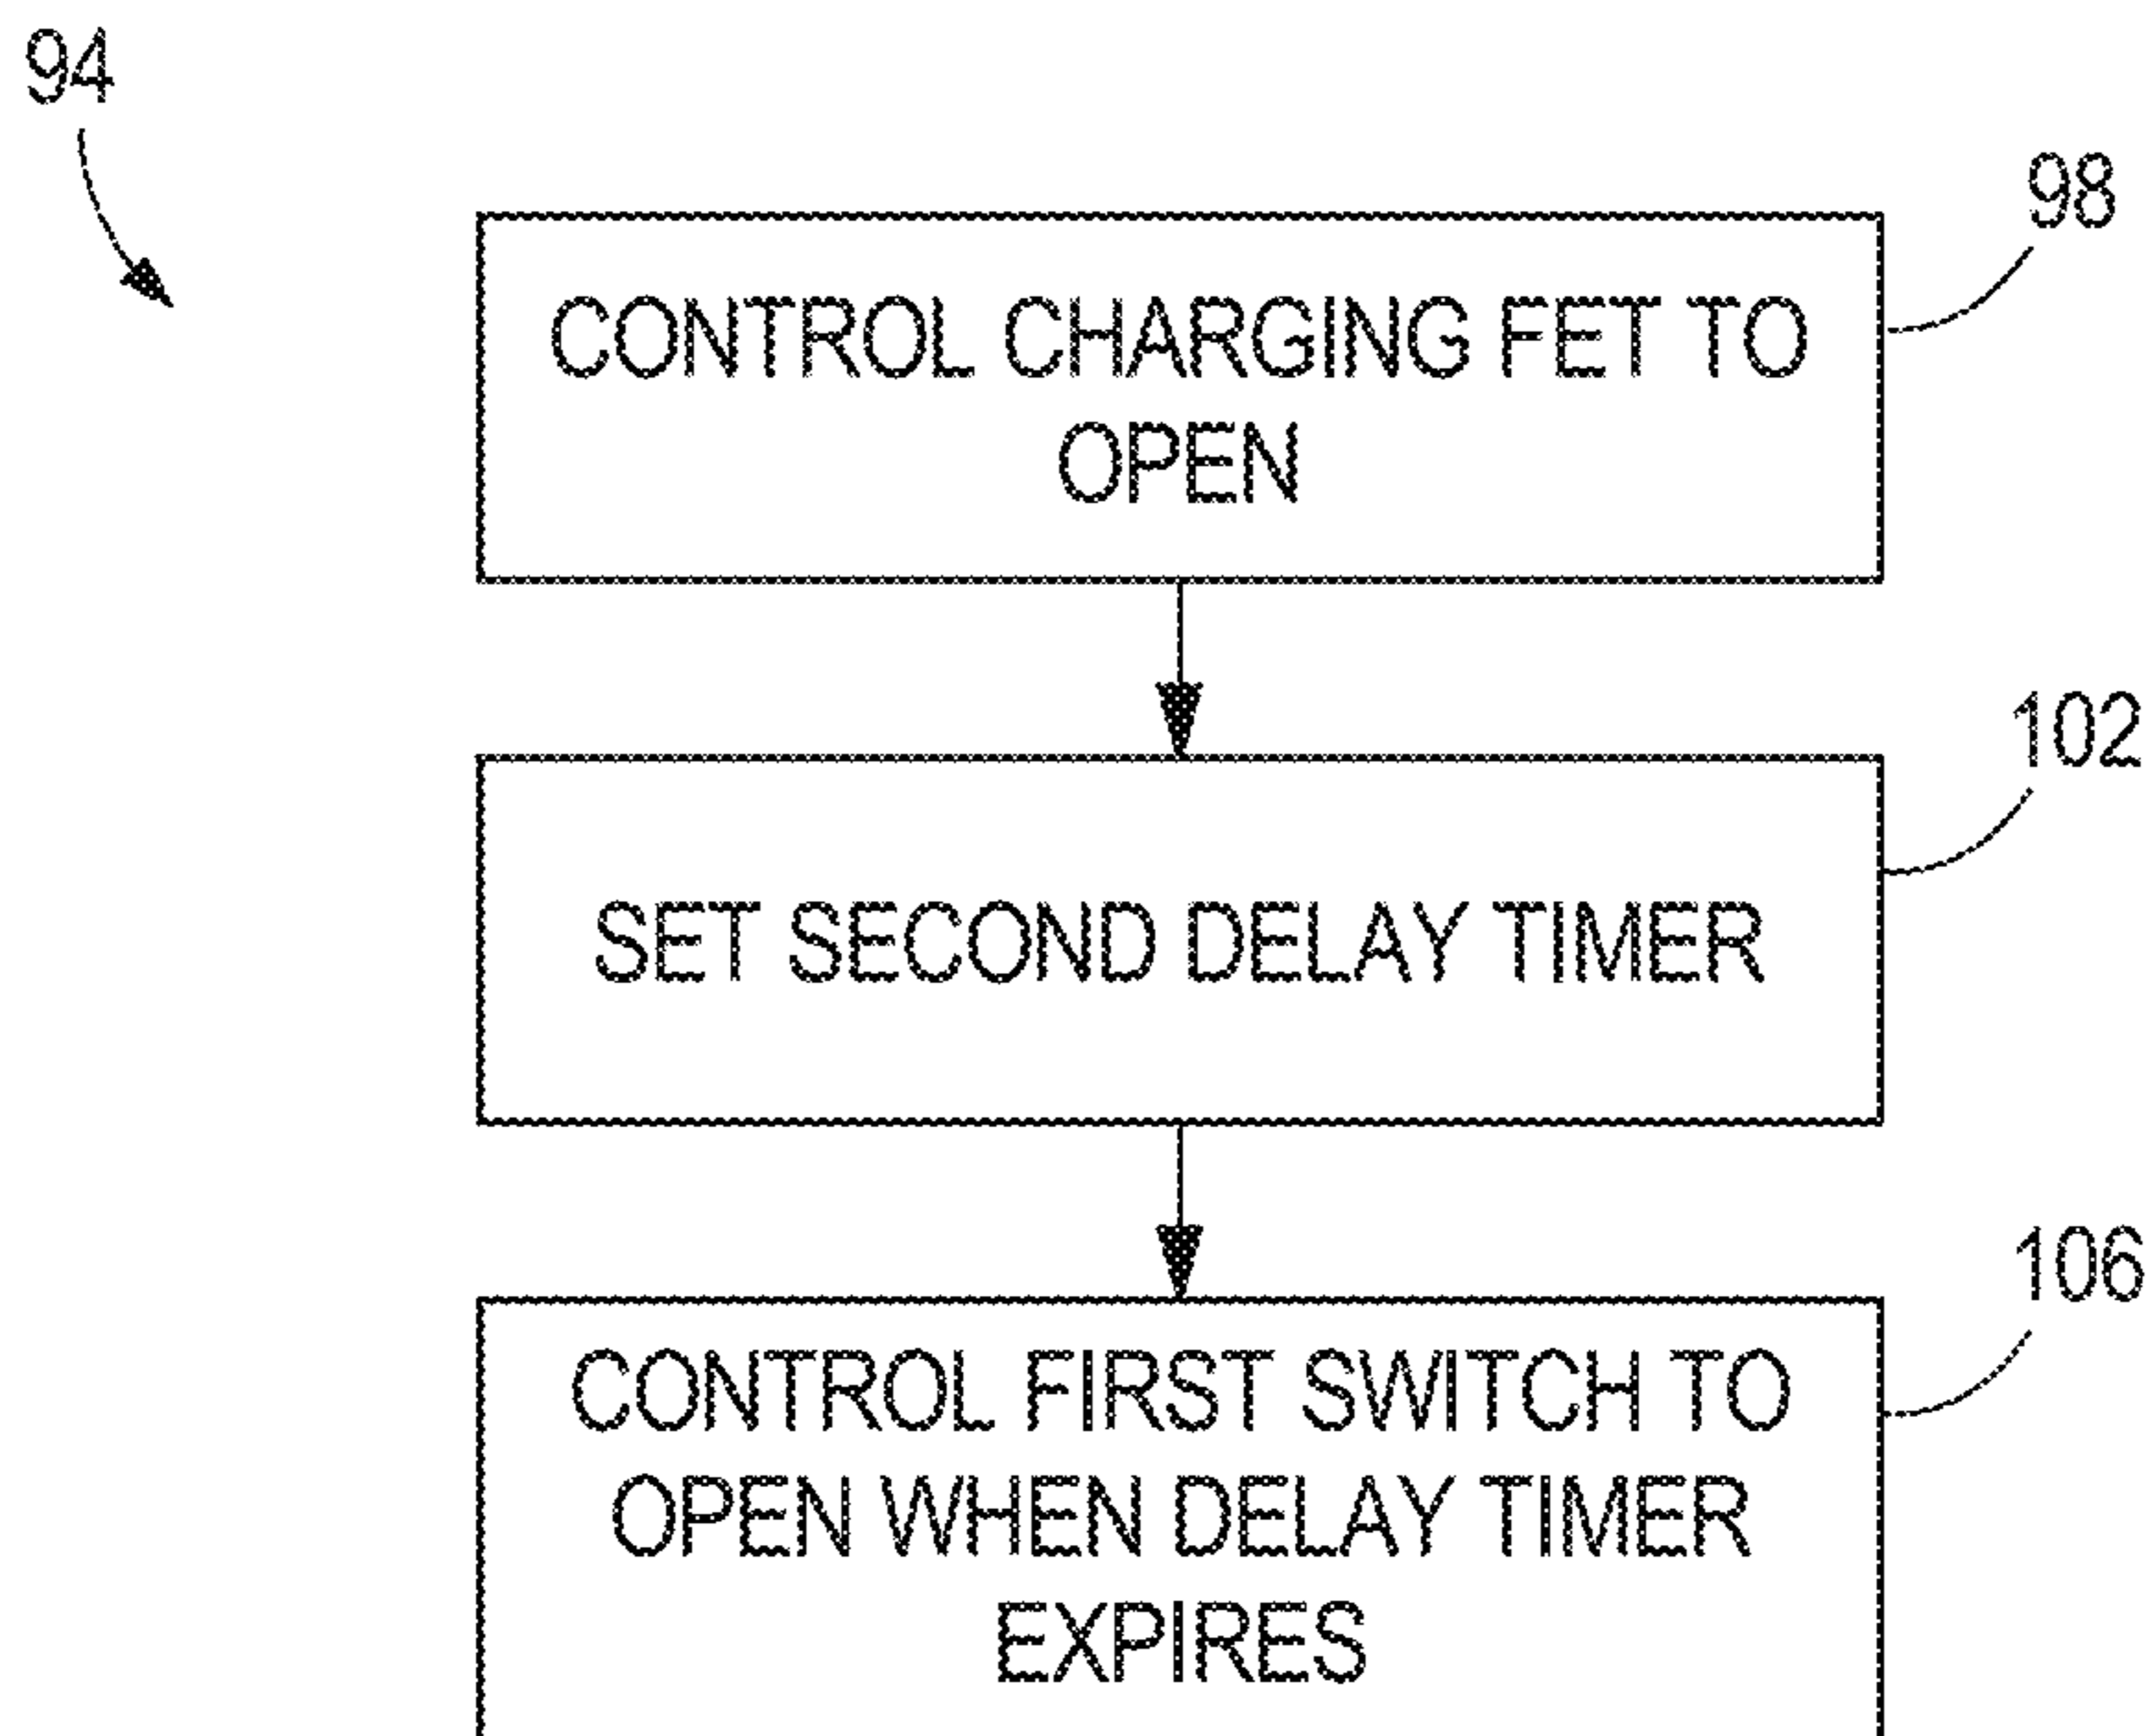 94
98
CONTROL CHARGING FET TO
OPEN
102
SET SECOND DELAY TIMER
106
CONTROL FIRST SWITCH TO
OPEN WHEN DELAY TIMER
EXPIRES